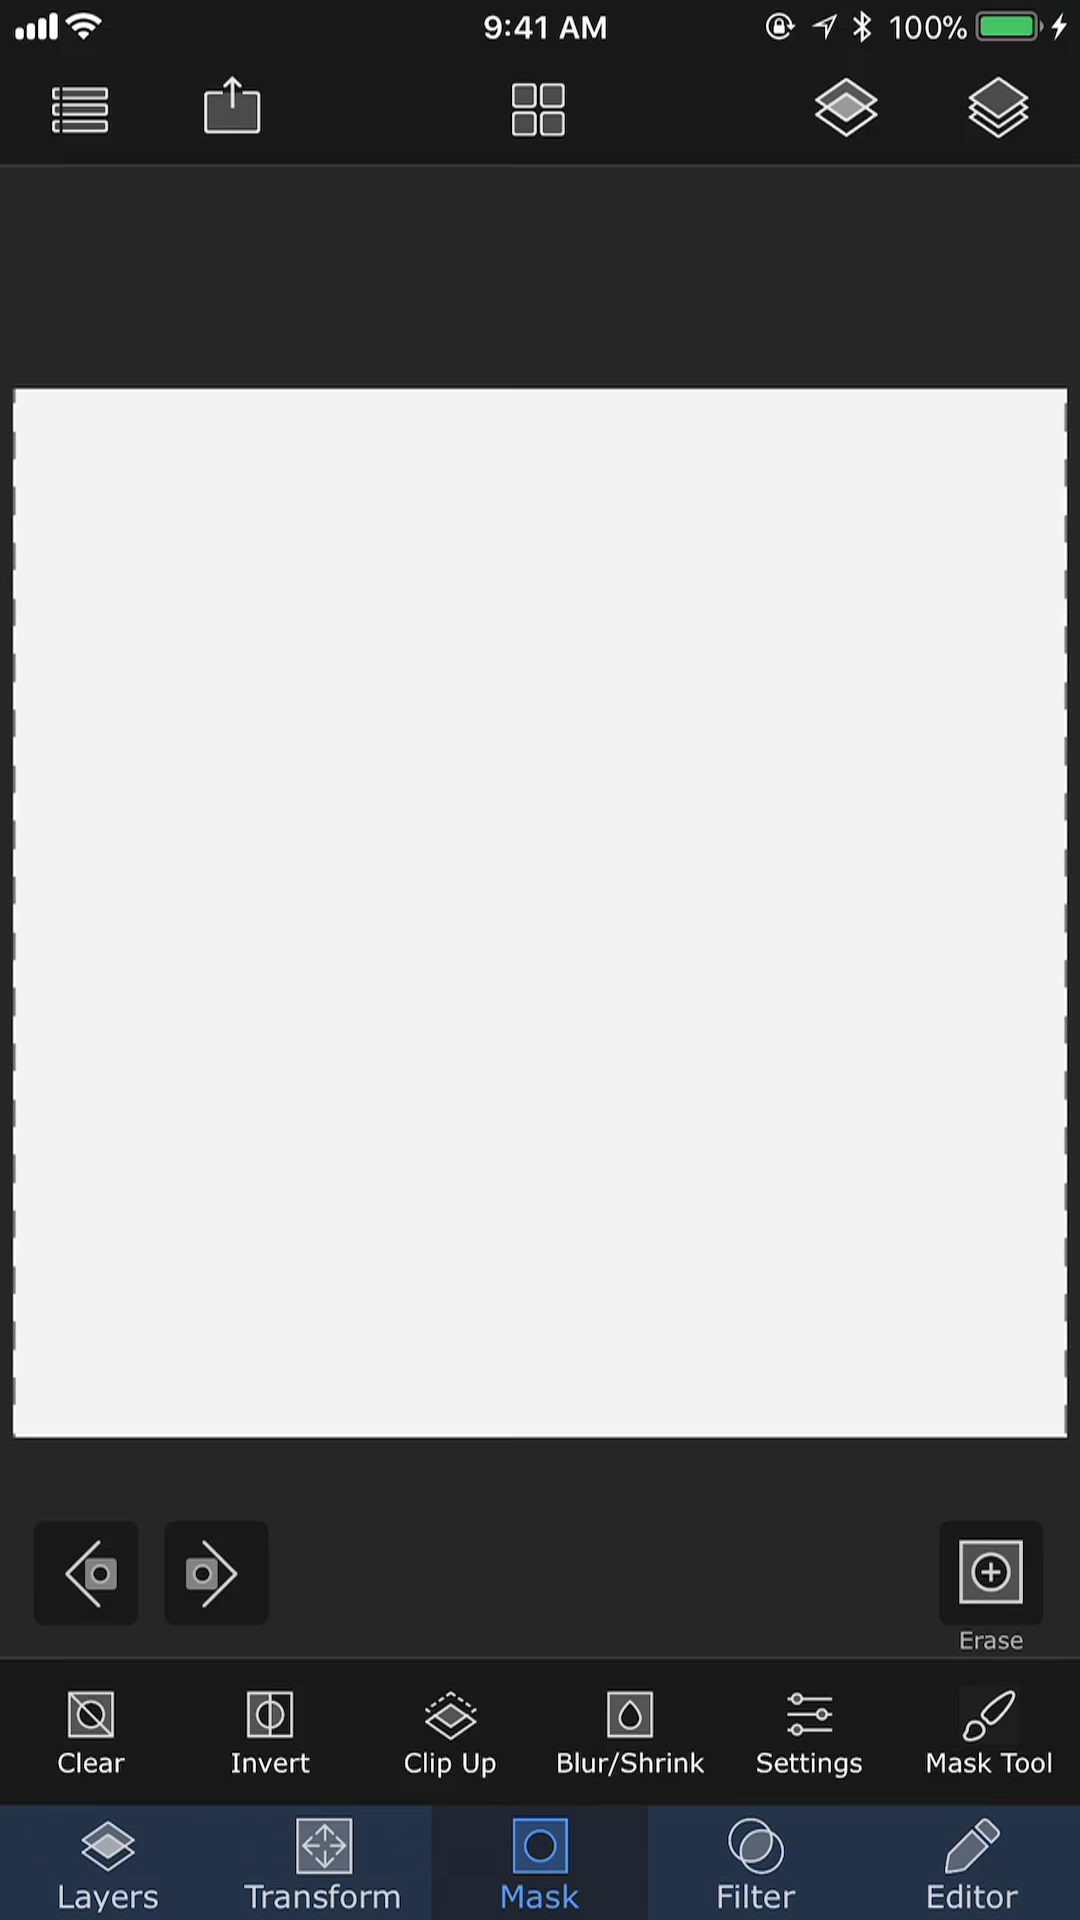 9:41 AM 100%
Erase
Clear Invert Clip Up Blur/Shrink Settings Mask Tool
Layers Transform Mask Filter Editor